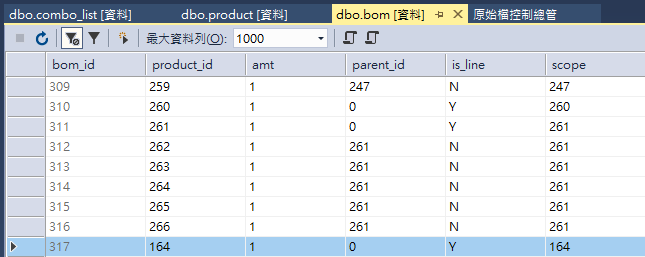 dbo.combo_list [資料] dbo.product [資料] dbo.bom [資料] 原始檔控制總管
最大資料列(O): 1000
bom_id product_id amt parent_id is_line scope
309 259 1 247 N 247
310 260 1 0 Y 260
311 261 1 0 Y 261
312 262 1 261 N 261
313 263 1 261 N 261
314 264 1 261 N 261
315 265 1 261 N 261
316 266 1 261 N 261
317 164 1 0 Y 164